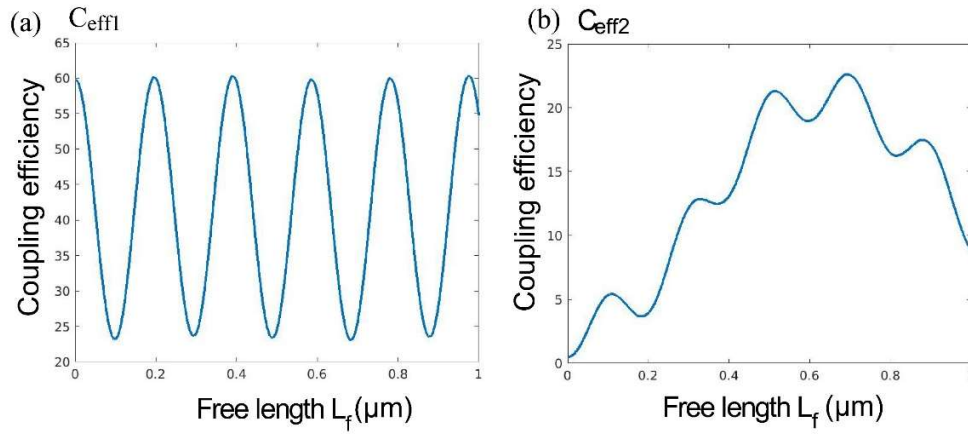 (a) Ceff1
Coupling efficiency
65
60
55
50
45
40
35
30
25
20
0 0.2 0.4 0.6 0.8 1
Free length Lf (μm)
(b) Ceff2
Coupling efficiency
25
20
15
10
5
0
0 0.2 0.4 0.6 0.8
Free length Lf (μm)